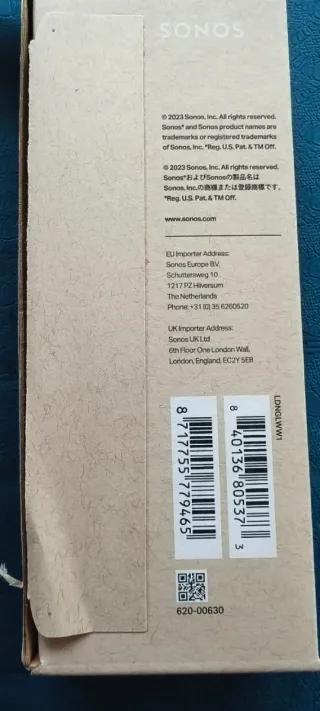 SONOS
© 2023 Sonos, Inc. All rights reserved.
Sonos® and Sonos product names are
trademarks or registered trademarks
of Sonos, Inc. ®Reg. U.S. Pat. & TM Off.
© 2023 Sonos, Inc. All rights reserved.
Sonos®およびSonosの製品名は
Sonos, Inc.の商標または登録商標です。
®Reg. U.S. Pat. & TM Off.
www.sonos.com
EU Importer Address:
Sonos Europe B.V.
Schuttersweg 10
1217 PZ Hilversum
The Netherlands
Phone: +31 (0) 35 6260520
UK Importer Address:
Sonos UK Ltd
6th Floor One London Wall,
London, England, EC2Y 5EB
LDNGLWW1
8 40136 80537 3
8 717755 779465
620-00630